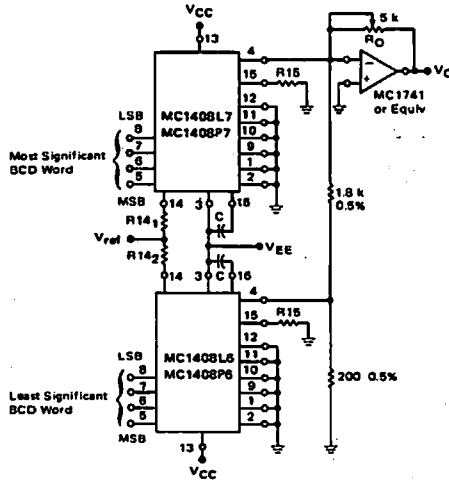 VCC
13
5 k
RO
VO
4
MC1741
or Equiv
15
R15
MC1408L7
MC1408P7
12
11
10
9
1
2
LSB
8
7
6
5
MSB
Most Significant
BCD Word
14
3
C
16
R141
Vref
VEE
R142
1.8 k
0.5%
14
3
C
16
4
15
R15
MC1408L6
MC1408P6
12
11
10
9
1
2
LSB
8
7
6
5
MSB
Least Significant
BCD Word
200 0.5%
13
VCC